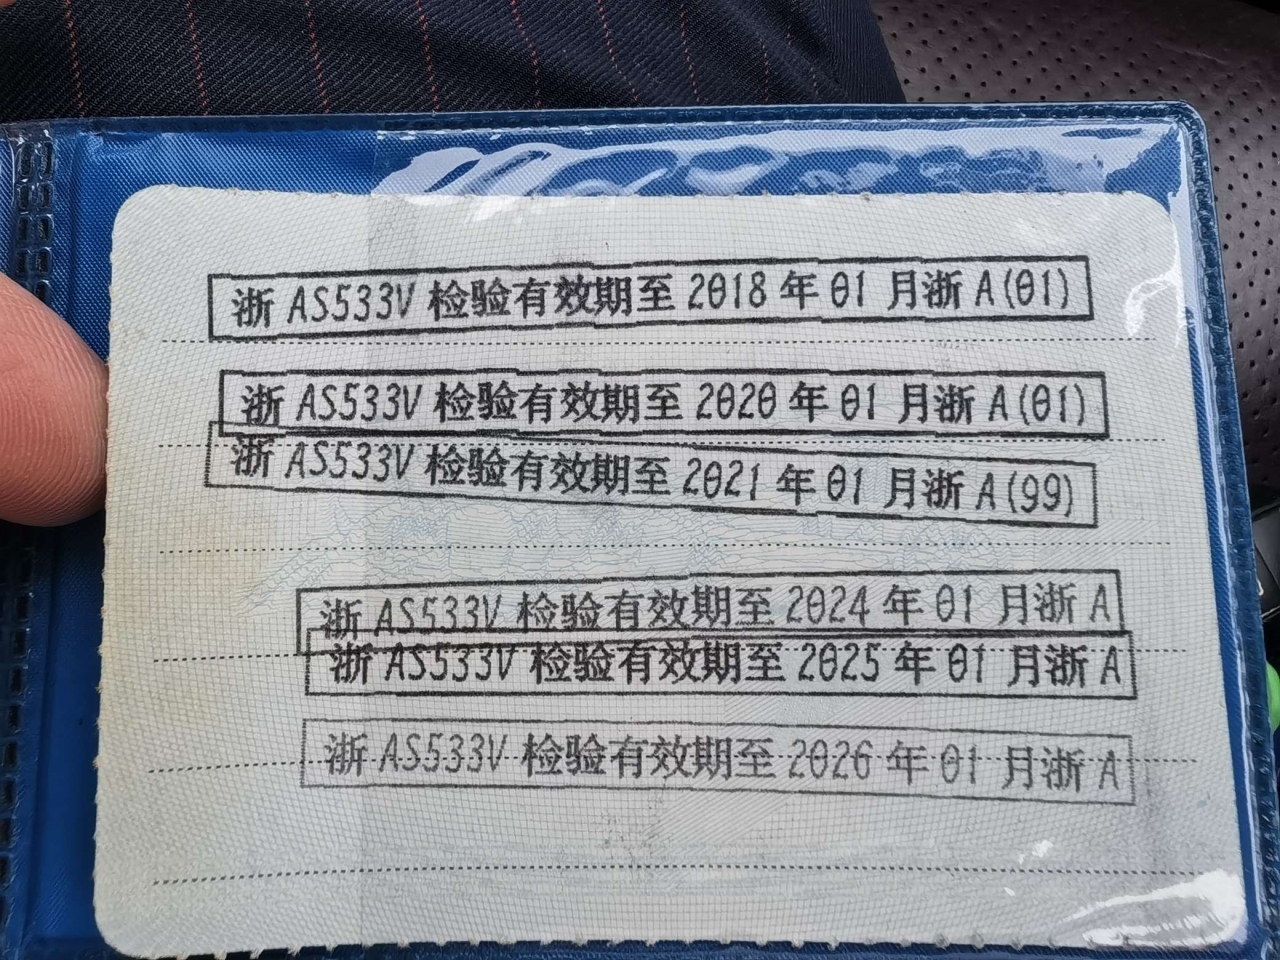 浙 AS533V 检验有效期至 2018 年 01 月浙 A(01)
浙 AS533V 检验有效期至 2020 年 01 月浙 A(01)
浙 AS533V 检验有效期至 2021 年 01 月浙 A(99)
浙 AS533V 检验有效期至 2024 年 01 月浙 A
浙 AS533V 检验有效期至 2025 年 01 月浙 A
浙 AS533V 检验有效期至 2026 年 01 月浙 A